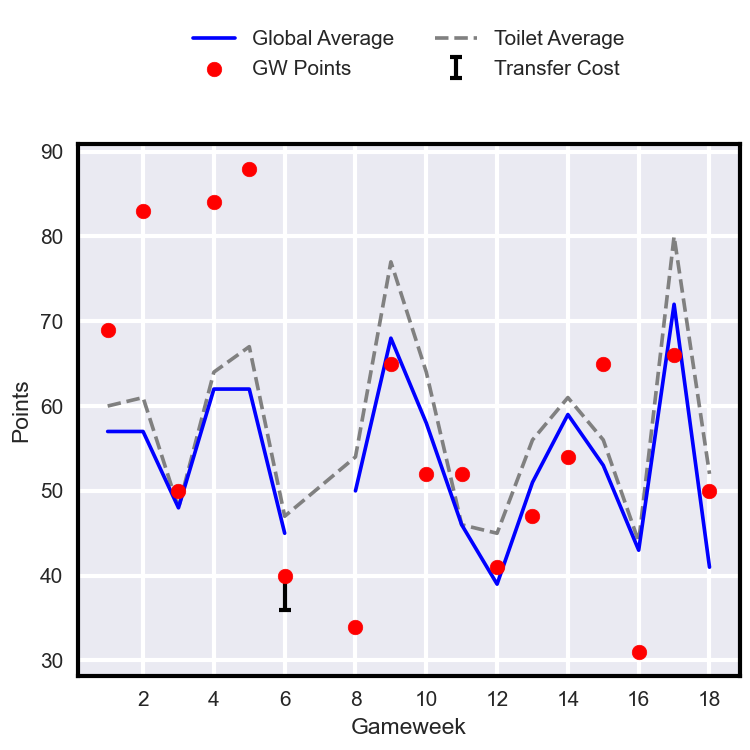 Global Average
Toilet Average
GW Points
Transfer Cost
90
80
70
60
50
40
30
Points
2 4 6 8 10 12 14 16 18
Gameweek